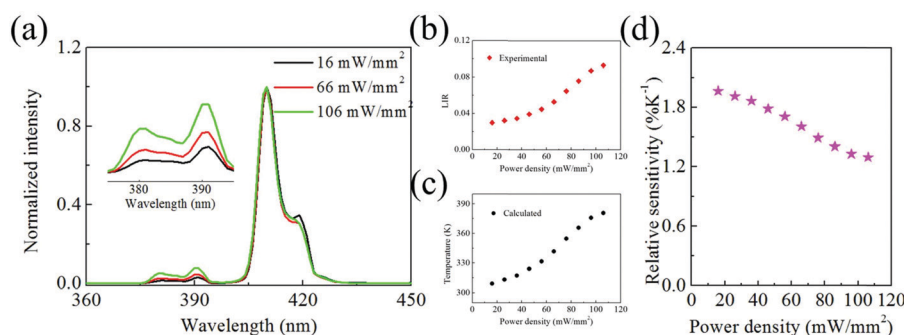 (a)
Normalized intensity
1.2
0.8
0.4
0.0
360
390
420
450
Wavelength (nm)
16 mW/mm²
66 mW/mm²
106 mW/mm²
380
390
Wavelength (nm)
(b)
LIR
0.12
0.08
0.04
0.00
Experimental
0 20 40 60 80 100 120
Power density (mW/mm²)
(c)
Temperature (K)
390
360
330
300
Calculated
0 20 40 60 80 100 120
Power density (mW/mm²)
(d)
Relative sensitivity (%K⁻¹)
2.4
1.8
1.2
0.6
0.0
0 20 40 60 80 100 120
Power density (mW/mm²)